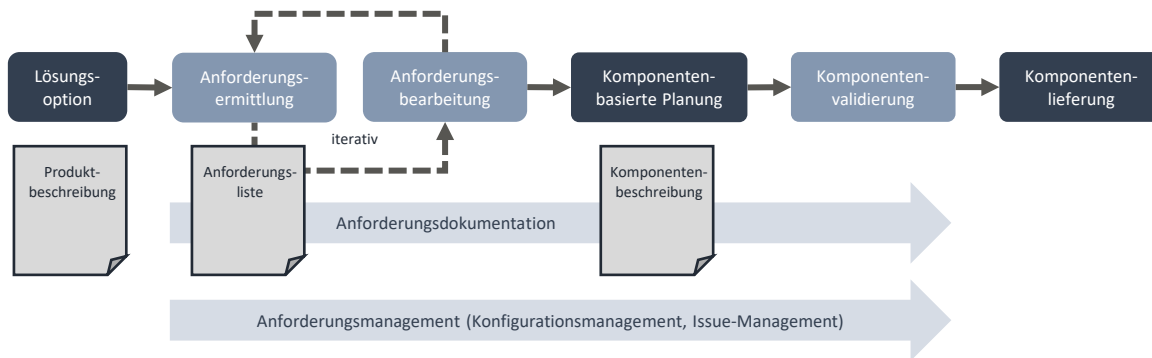 Lösungs-
option
Anforderungs-
ermittlung
Anforderungs-
bearbeitung
Komponenten-
basierte Planung
Komponenten-
validierung
Komponenten-
lieferung
iterativ
Produkt-
beschreibung
Anforderungs-
liste
Komponenten-
beschreibung
Anforderungsdokumentation
Anforderungsmanagement (Konfigurationsmanagement, Issue-Management)